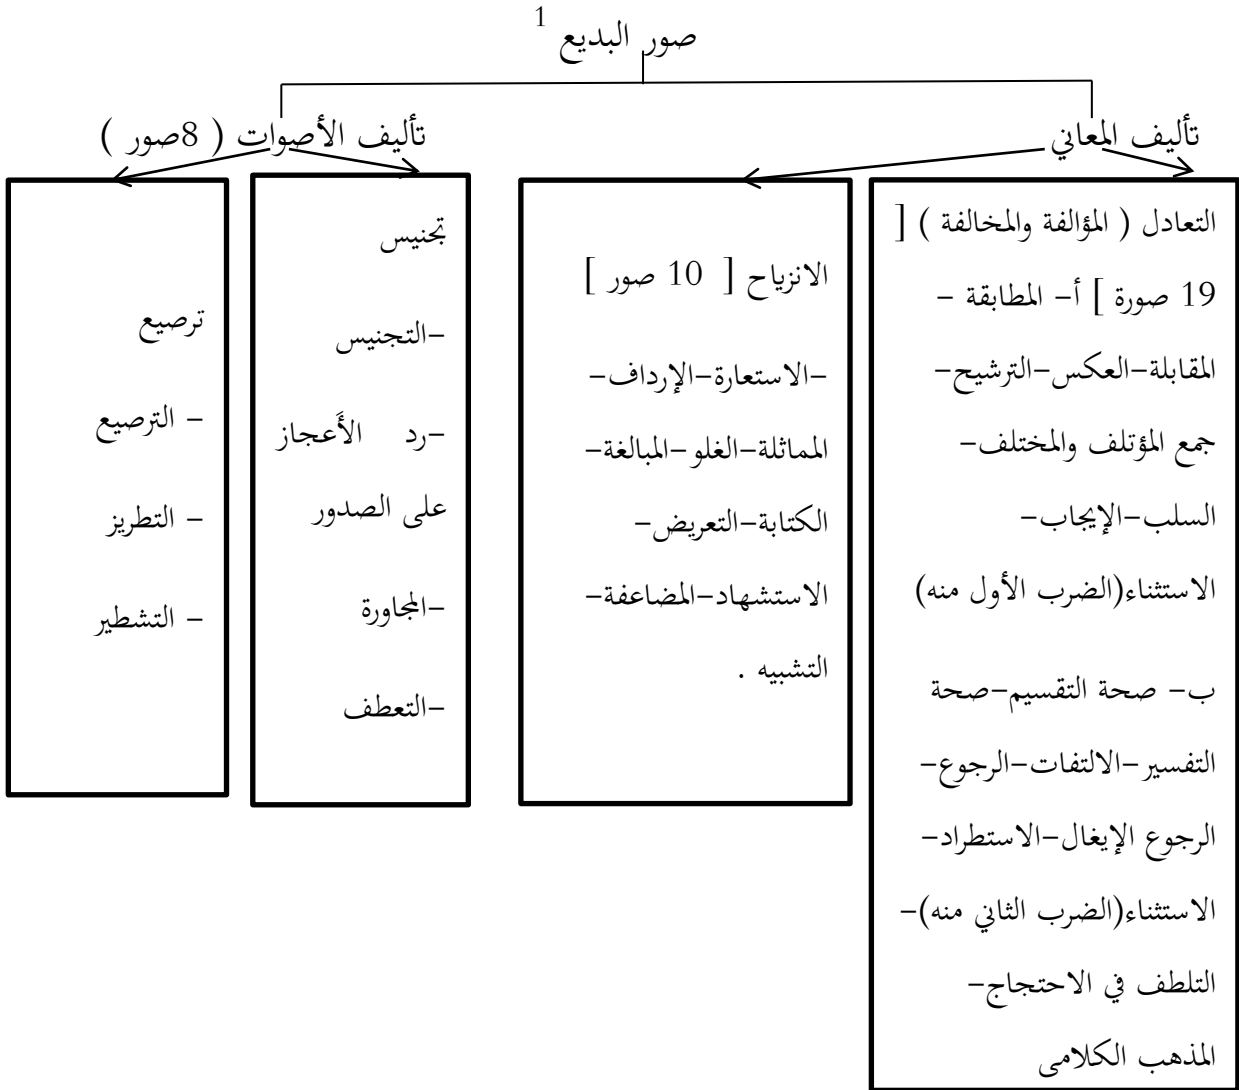 صور البديع 1
تأليف المعاني
تأليف الأصوات ( 8صور )
التعادل ( المؤالفة والمخالفة ) [
19 صورة ] أ- المطابقة -
المقابلة-العكس-الترشيح-
جمع المؤتلف والمختلف-
السلب-الإيجاب-
الاستثناء(الضرب الأول منه)
ب- صحة التقسيم-صحة
التفسير-الالتفات-الرجوع-
الرجوع الإيغال-الاستطراد-
الاستثناء(الضرب الثاني منه)-
التلطف في الاحتجاج-
المذهب الكلامى
الانزياح [ 10 صور ]
-الاستعارة-الإرداف-
المماثلة-الغلو-المبالغة-
الكتابة-التعريض-
الاستشهاد-المضاعفة-
التشبيه .
تجنيس
-التجنيس
-رد الأَعجاز
على الصدور
-المجاورة
-التعطف
ترصيع
- الترصيع
- التطريز
- التشطير